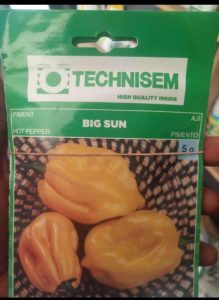 TECHNISEM
HIGH QUALITY INSIDE
PIMENT
AJI
HOT PEPPER
BIG SUN
PIMENTO
5 g